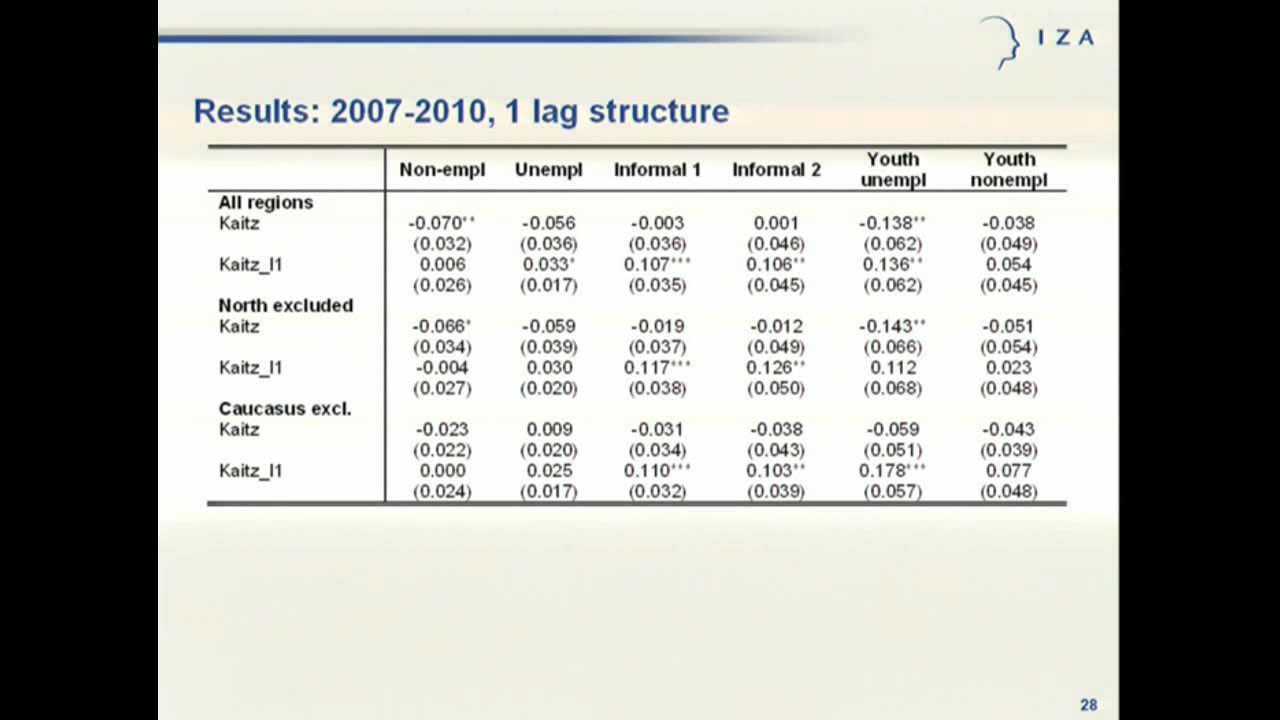 IZA
Results: 2007-2010, 1 lag structure
Non-empl Unempl Informal 1 Informal 2 Youth unempl Youth nonempl
All regions
Kaitz -0.070** -0.056 -0.003 0.001 -0.138** -0.038
(0.032) (0.036) (0.036) (0.046) (0.062) (0.049)
Kaitz_l1 0.006 0.033* 0.107*** 0.106** 0.136** 0.054
(0.026) (0.017) (0.035) (0.045) (0.062) (0.045)
North excluded
Kaitz -0.066* -0.059 -0.019 -0.012 -0.143** -0.051
(0.034) (0.039) (0.037) (0.049) (0.066) (0.054)
Kaitz_l1 -0.004 0.030 0.117*** 0.126** 0.112 0.023
(0.027) (0.020) (0.038) (0.050) (0.068) (0.048)
Caucasus excl.
Kaitz -0.023 0.009 -0.031 -0.038 -0.059 -0.043
(0.022) (0.020) (0.034) (0.043) (0.051) (0.039)
Kaitz_l1 0.000 0.025 0.110*** 0.103** 0.178*** 0.077
(0.024) (0.017) (0.032) (0.039) (0.057) (0.048)
28